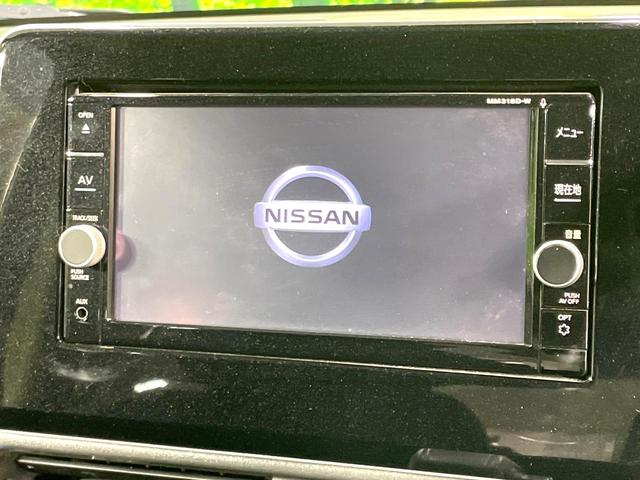 MM318D-W
OPEN
AV
TRACK/SEEK
PUSH
SOURCE
AUX
NISSAN
メニュー
現在地
音量
PUSH
AV OFF
OPT